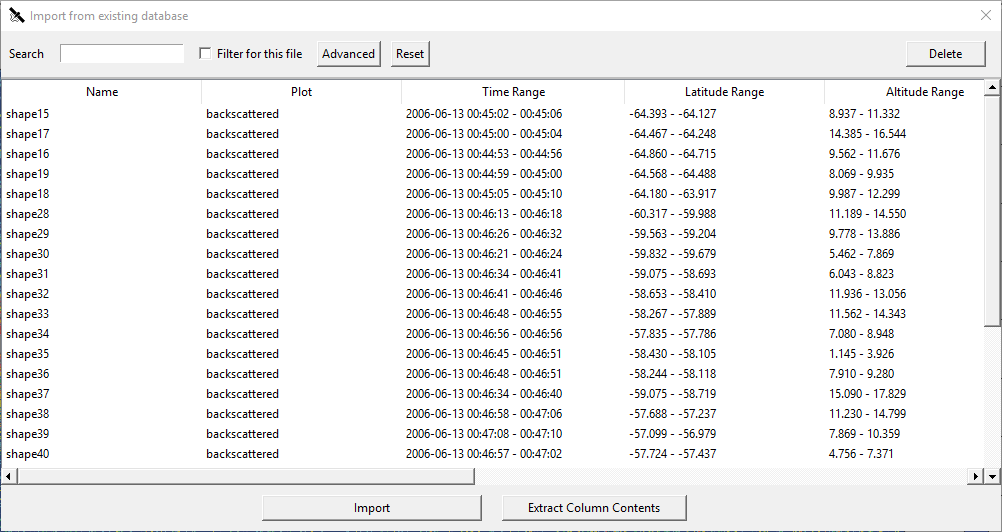 Import from existing database
Search Filter for this file Advanced Reset Delete
Name Plot Time Range Latitude Range Altitude Range
shape15 backscattered 2006-06-13 00:45:02 - 00:45:06 -64.393 - -64.127 8.937 - 11.332
shape17 backscattered 2006-06-13 00:45:00 - 00:45:04 -64.467 - -64.248 14.385 - 16.544
shape16 backscattered 2006-06-13 00:44:53 - 00:44:56 -64.860 - -64.715 9.562 - 11.676
shape19 backscattered 2006-06-13 00:44:59 - 00:45:00 -64.568 - -64.488 8.069 - 9.935
shape18 backscattered 2006-06-13 00:45:05 - 00:45:10 -64.180 - -63.917 9.987 - 12.299
shape28 backscattered 2006-06-13 00:46:13 - 00:46:18 -60.317 - -59.988 11.189 - 14.550
shape29 backscattered 2006-06-13 00:46:26 - 00:46:32 -59.563 - -59.204 9.778 - 13.886
shape30 backscattered 2006-06-13 00:46:21 - 00:46:24 -59.832 - -59.679 5.462 - 7.869
shape31 backscattered 2006-06-13 00:46:34 - 00:46:41 -59.075 - -58.693 6.043 - 8.823
shape32 backscattered 2006-06-13 00:46:41 - 00:46:46 -58.653 - -58.410 11.936 - 13.056
shape33 backscattered 2006-06-13 00:46:48 - 00:46:55 -58.267 - -57.889 11.562 - 14.343
shape34 backscattered 2006-06-13 00:46:56 - 00:46:56 -57.835 - -57.786 7.080 - 8.948
shape35 backscattered 2006-06-13 00:46:45 - 00:46:51 -58.430 - -58.105 1.145 - 3.926
shape36 backscattered 2006-06-13 00:46:48 - 00:46:51 -58.244 - -58.118 7.910 - 9.280
shape37 backscattered 2006-06-13 00:46:34 - 00:46:40 -59.075 - -58.719 15.090 - 17.829
shape38 backscattered 2006-06-13 00:46:58 - 00:47:06 -57.688 - -57.237 11.230 - 14.799
shape39 backscattered 2006-06-13 00:47:08 - 00:47:10 -57.099 - -56.979 7.869 - 10.359
shape40 backscattered 2006-06-13 00:46:57 - 00:47:02 -57.724 - -57.437 4.756 - 7.371
Import Extract Column Contents